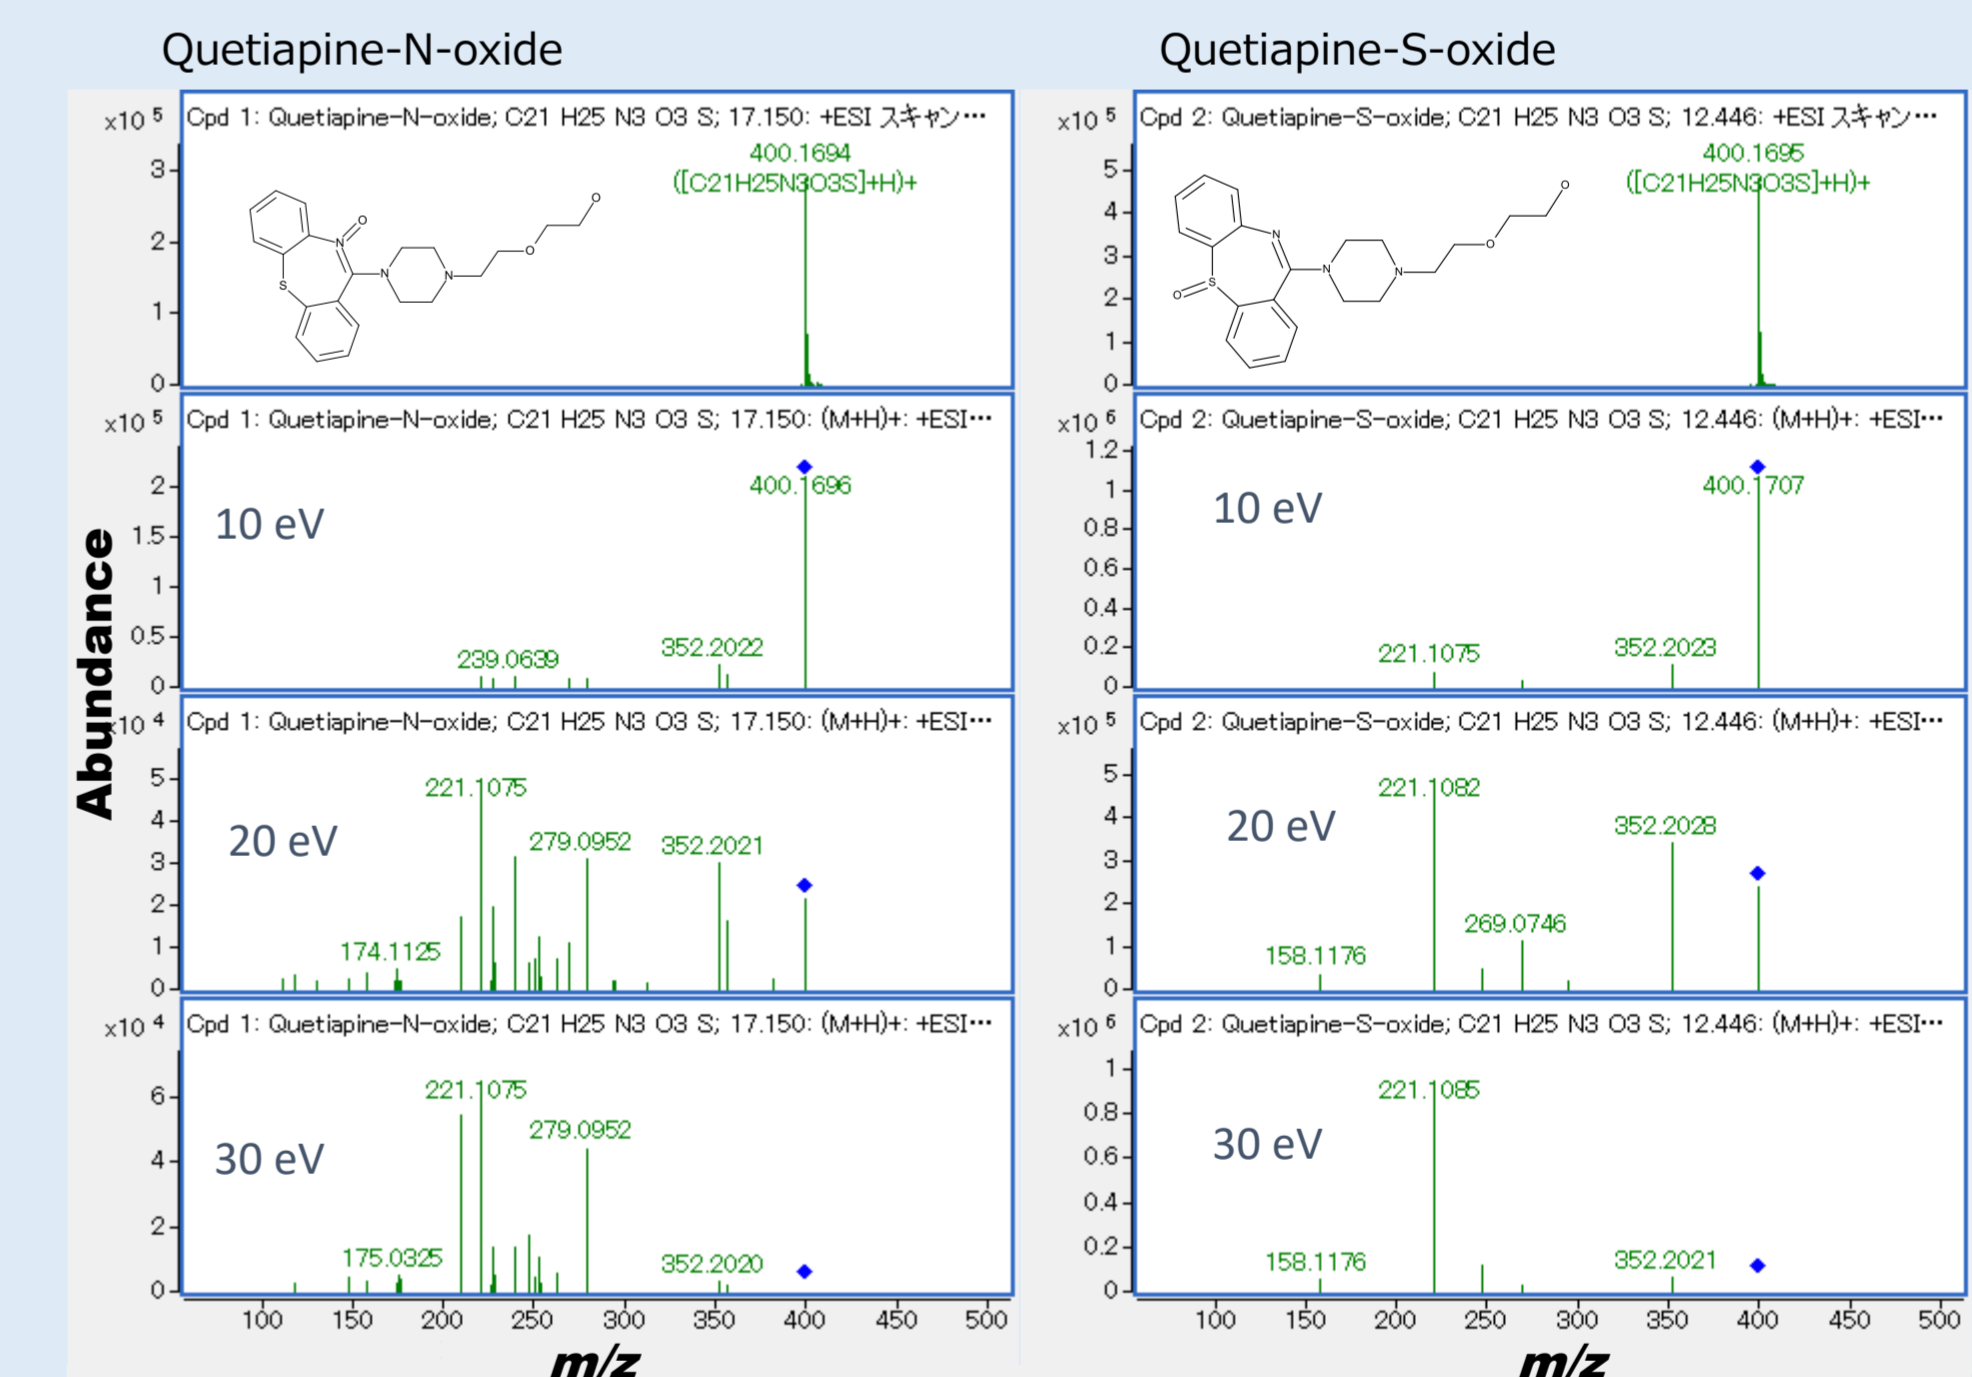 Quetiapine-N-oxide
Quetiapine-S-oxide
Abundance
x10 5
Cpd 1: Quetiapine-N-oxide; C21 H25 N3 O3 S; 17.150: +ESI スキャン…
400.1694
([C21H25N3O3S]+H)+
3
2
1
0
N
O
S
N
N
O
O
x10 5
Cpd 1: Quetiapine-N-oxide; C21 H25 N3 O3 S; 17.150: (M+H)+: +ESI…
2
1.5
1
0.5
0
10 eV
239.0639
352.2022
400.1696
x10 4
Cpd 1: Quetiapine-N-oxide; C21 H25 N3 O3 S; 17.150: (M+H)+: +ESI…
5
4
3
2
1
0
20 eV
174.1125
221.1075
279.0952
352.2021
x10 4
Cpd 1: Quetiapine-N-oxide; C21 H25 N3 O3 S; 17.150: (M+H)+: +ESI…
6
4
2
0
30 eV
175.0325
221.1075
279.0952
352.2020
100 150 200 250 300 350 400 450 500
m/z
x10 5
Cpd 2: Quetiapine-S-oxide; C21 H25 N3 O3 S; 12.446: +ESI スキャン…
400.1695
([C21H25N3O3S]+H)+
5
4
3
2
1
0
N
S
O
N
N
O
O
x10 6
Cpd 2: Quetiapine-S-oxide; C21 H25 N3 O3 S; 12.446: (M+H)+: +ESI…
1.2
1
0.8
0.6
0.4
0.2
0
10 eV
221.1075
352.2023
400.1707
x10 5
Cpd 2: Quetiapine-S-oxide; C21 H25 N3 O3 S; 12.446: (M+H)+: +ESI…
5
4
3
2
1
0
20 eV
158.1176
221.1082
269.0746
352.2028
x10 6
Cpd 2: Quetiapine-S-oxide; C21 H25 N3 O3 S; 12.446: (M+H)+: +ESI…
1
0.8
0.6
0.4
0.2
0
30 eV
158.1176
221.1085
352.2021
100 150 200 250 300 350 400 450 500
m/z